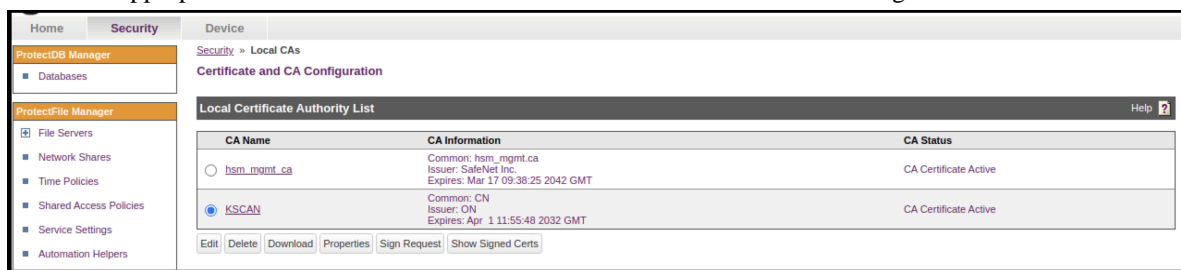 Home Security Device
ProtectDB Manager
Databases
ProtectFile Manager
File Servers
Network Shares
Time Policies
Shared Access Policies
Service Settings
Automation Helpers
Security » Local CAs
Certificate and CA Configuration
Local Certificate Authority List Help ?
CA Name CA Information CA Status
hsm_mgmt_ca Common: hsm_mgmt.ca CA Certificate Active
Issuer: SafeNet Inc.
Expires: Mar 17 09:38:25 2042 GMT
KSCAN Common: CN CA Certificate Active
Issuer: ON
Expires: Apr 1 11:55:48 2032 GMT
Edit Delete Download Properties Sign Request Show Signed Certs